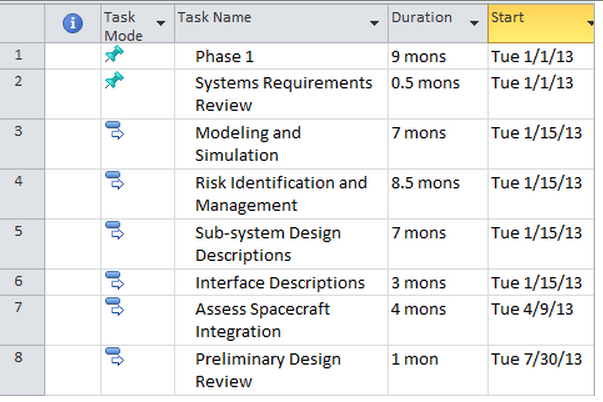 i Task Mode Task Name Duration Start
1 Phase 1 9 mons Tue 1/1/13
2 Systems Requirements Review 0.5 mons Tue 1/1/13
3 Modeling and Simulation 7 mons Tue 1/15/13
4 Risk Identification and Management 8.5 mons Tue 1/15/13
5 Sub-system Design Descriptions 7 mons Tue 1/15/13
6 Interface Descriptions 3 mons Tue 1/15/13
7 Assess Spacecraft Integration 4 mons Tue 4/9/13
8 Preliminary Design Review 1 mon Tue 7/30/13